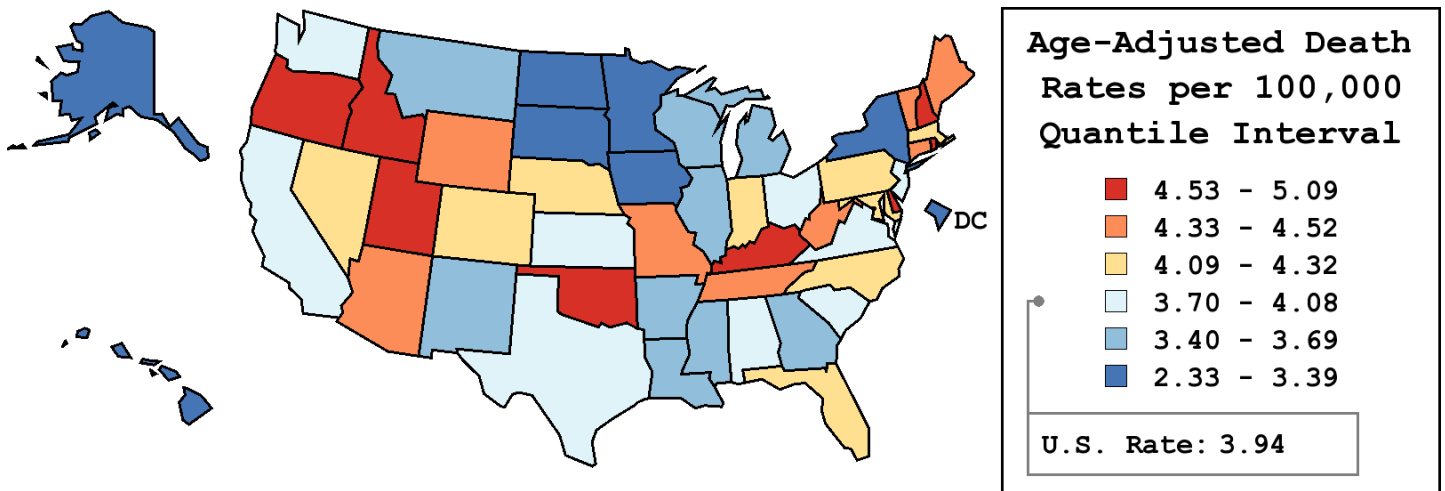 Age-Adjusted Death
Rates per 100,000
Quantile Interval
4.53 - 5.09
4.33 - 4.52
DC
4.09 - 4.32
3.70 - 4.08
3.40 - 3.69
2.33 - 3.39
U.S. Rate: 3.94